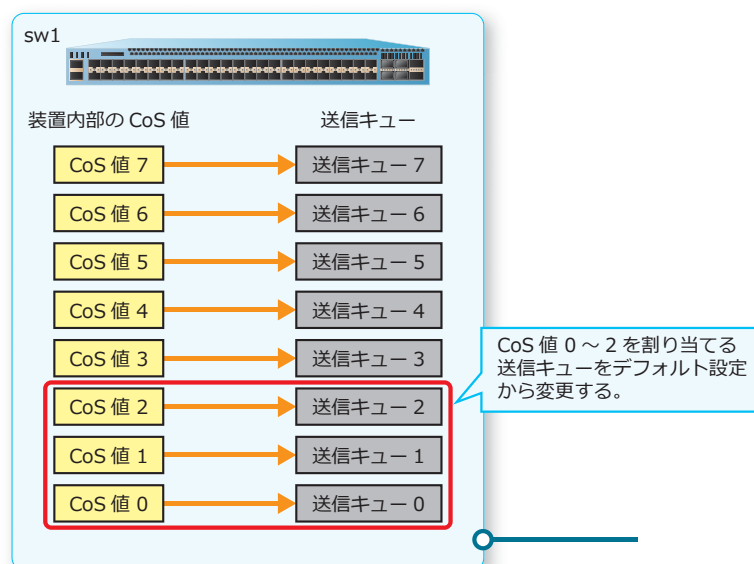 sw1
装置内部の CoS 値
送信キュー
CoS 値 7
送信キュー 7
CoS 値 6
送信キュー 6
CoS 値 5
送信キュー 5
CoS 値 4
送信キュー 4
CoS 値 3
送信キュー 3
CoS 値 2
送信キュー 2
CoS 値 1
送信キュー 1
CoS 値 0
送信キュー 0
CoS 値 0 ～ 2 を割り当てる
送信キューをデフォルト設定
から変更する。